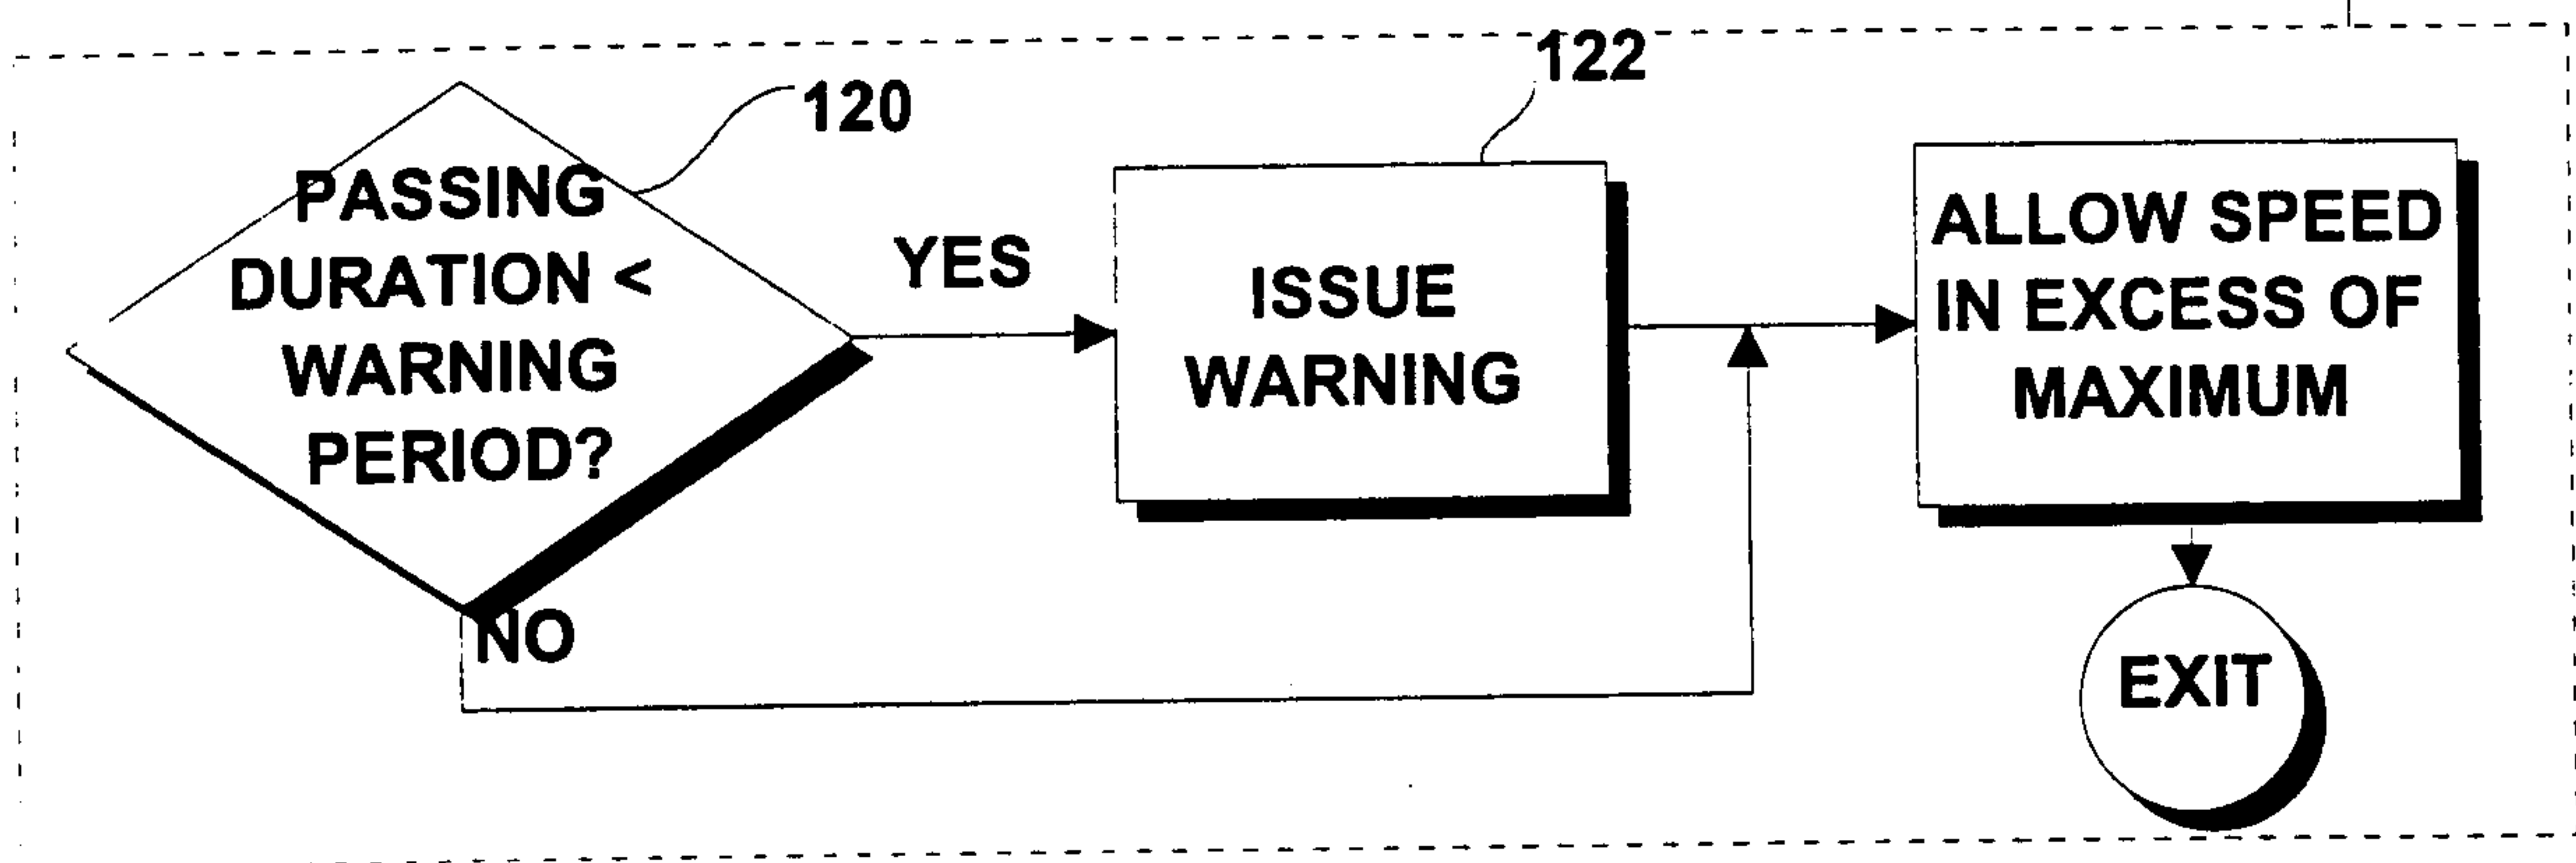 120
PASSING
DURATION <
WARNING
PERIOD?
YES
NO
122
ISSUE
WARNING
ALLOW SPEED
IN EXCESS OF
MAXIMUM
EXIT